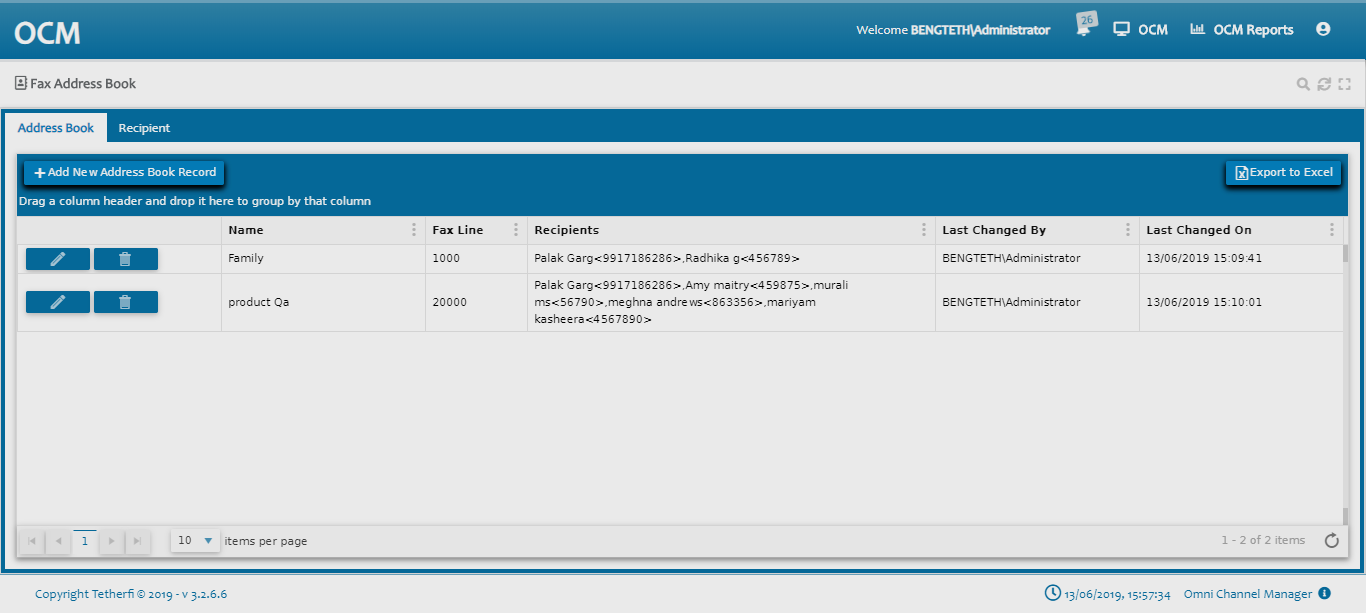 OCM
Welcome BENGTETH\Administrator
26
OCM
OCM Reports
Fax Address Book
Address Book
Recipient
Add New Address Book Record
Export to Excel
Drag a column header and drop it here to group by that column
Name
Fax Line
Recipients
Last Changed By
Last Changed On
Family
1000
Palak Garg<9917186286>,Radhika g<456789>
BENGTETH\Administrator
13/06/2019 15:09:41
product Qa
20000
Palak Garg<9917186286>,Amy maitry<459875>,murali
ms<56790>,meghna andrews<863356>,mariyam
kasheera<4567890>
BENGTETH\Administrator
13/06/2019 15:10:01
1
10
items per page
1 - 2 of 2 items
Copyright Tetherfi © 2019 - v 3.2.6.6
13/06/2019, 15:57:34
Omni Channel Manager